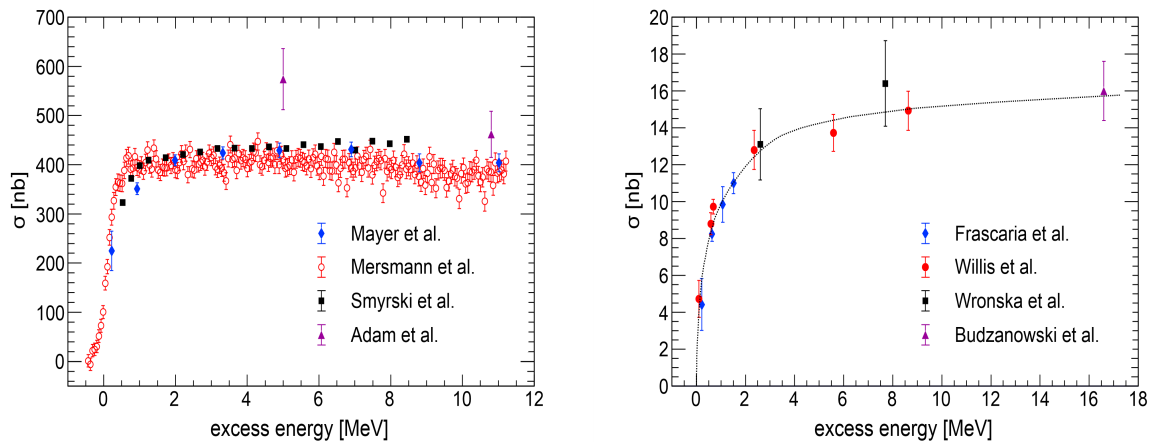 700
600
500
400
300
200
100
0
σ [nb]
0 2 4 6 8 10 12
excess energy [MeV]
Mayer et al.
Mersmann et al.
Smyrski et al.
Adam et al.
20
18
16
14
12
10
8
6
4
2
0
σ [nb]
0 2 4 6 8 10 12 14 16 18
excess energy [MeV]
Frascaria et al.
Willis et al.
Wronska et al.
Budzanowski et al.